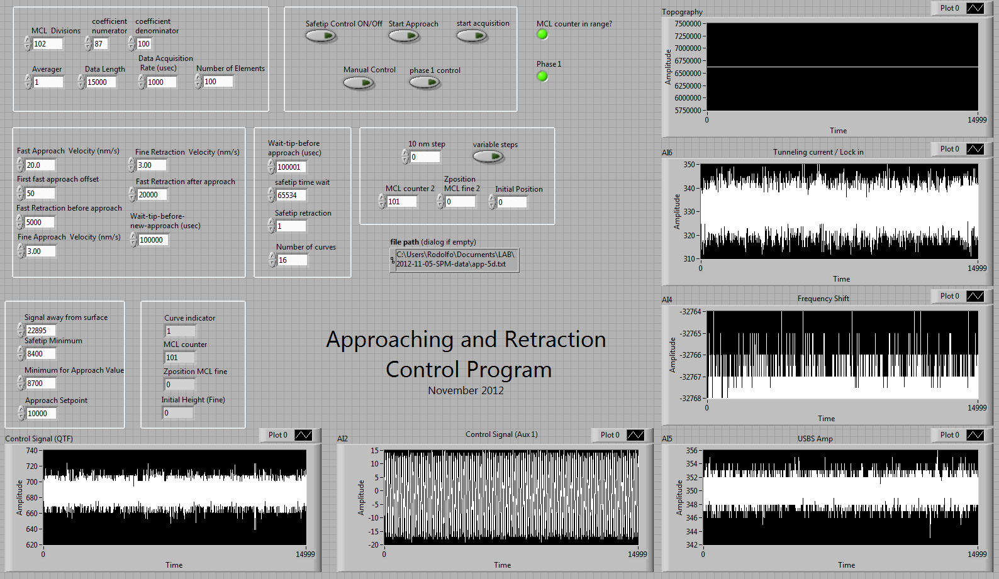 MCL Divisions
102
coefficient
numerator
87
coefficient
denominator
100
Averager
1
Data Length
15000
Data Acquisition
Rate (usec)
1000
Number of Elements
100
Safetip Control ON/Off
Start Approach
start acquisition
Manual Control
phase 1 control
MCL counter in range?
Phase 1
Fast Approach Velocity (nm/s)
20.0
First fast approach offset
50
Fast Retraction before approach
5000
Fine Approach Velocity (nm/s)
3.00
Fine Retraction Velocity (nm/s)
3.00
Fast Retraction after approach
20000
Wait-tip-before-
new-approach (usec)
100000
Wait-tip-before
approach (usec)
100001
safetip time wait
65534
Safetip retraction
1
Number of curves
16
10 nm step
0
variable steps
MCL counter 2
101
Zposition
MCL fine 2
0
Initial Position
0
file path (dialog if empty)
C:\Users\Rodolfo\Documents\LAB\
2012-11-05-SPM-data\app-5d.txt
Signal away from surface
22895
Safetip Minimum
8400
Minimum for Approach Value
8700
Approach Setpoint
10000
Curve indicator
1
MCL counter
101
Zposition MCL fine
0
Initial Height (Fine)
0
Approaching and Retraction
Control Program
November 2012
Topography
Plot 0
Amplitude
7500000
7250000
7000000
6750000
6500000
6250000
6000000
5750000
0
14999
Time
AI6
Tunneling current / Lock in
Plot 0
Amplitude
350
340
330
320
310
0
14999
Time
AI4
Frequency Shift
Plot 0
Amplitude
-32764
-32765
-32766
-32767
-32768
0
14999
Time
Control Signal (QTF)
Plot 0
Amplitude
740
720
700
680
660
640
620
0
14999
Time
AI2
Control Signal (Aux 1)
Plot 0
Amplitude
15
10
5
0
-5
-10
-15
-20
0
14999
Time
AI5
USBS Amp
Plot 0
Amplitude
356
354
352
350
348
346
344
342
0
14999
Time